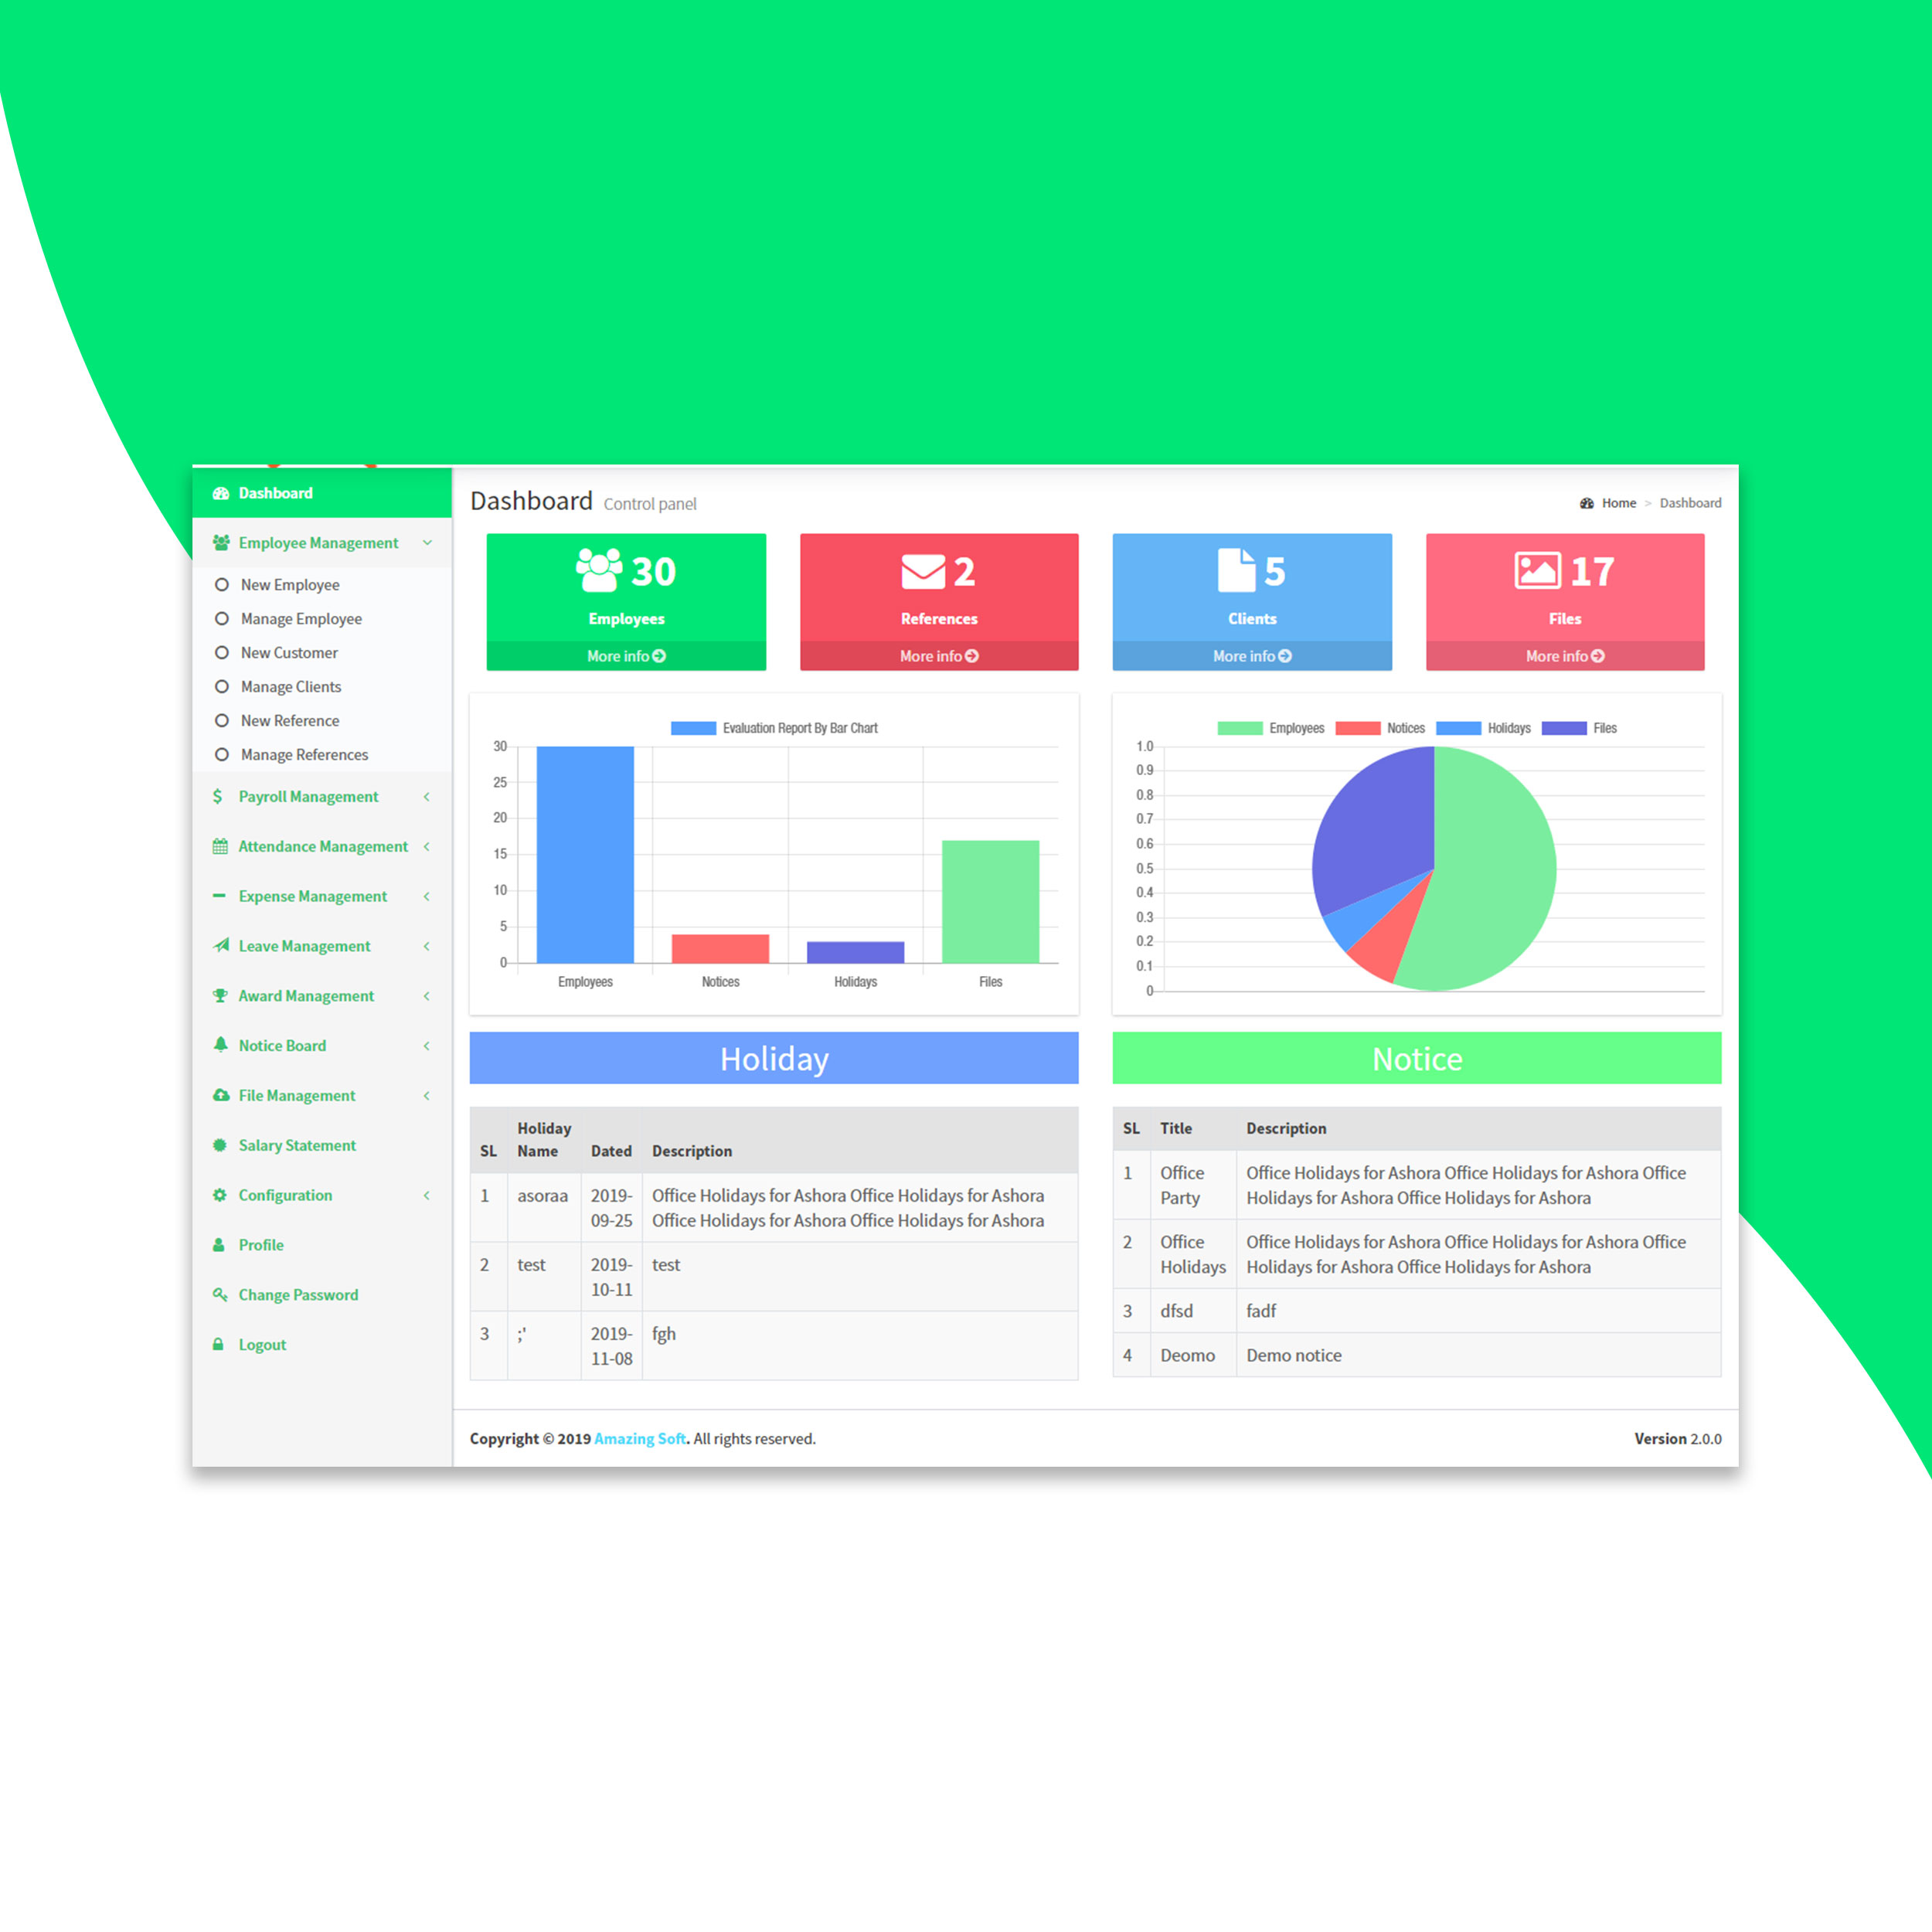 Dashboard
Employee Management
New Employee
Manage Employee
New Customer
Manage Clients
New Reference
Manage References
Payroll Management
Attendance Management
Expense Management
Leave Management
Award Management
Notice Board
File Management
Salary Statement
Configuration
Profile
Change Password
Logout
Dashboard Control panel
Home > Dashboard
30
Employees
More info
2
References
More info
5
Clients
More info
17
Files
More info
Evaluation Report By Bar Chart
30
25
20
15
10
5
0
Employees Notices Holidays Files
Employees Notices Holidays Files
1.0
0.9
0.8
0.7
0.6
0.5
0.4
0.3
0.2
0.1
0
Holiday
SL Holiday Name Dated Description
1 asoraa 2019-09-25 Office Holidays for Ashora Office Holidays for Ashora
Office Holidays for Ashora Office Holidays for Ashora
2 test 2019-10-11 test
3 ;' 2019-11-08 fgh
Notice
SL Title Description
1 Office Party Office Holidays for Ashora Office Holidays for Ashora Office
Holidays for Ashora Office Holidays for Ashora
2 Office Holidays Office Holidays for Ashora Office Holidays for Ashora Office
Holidays for Ashora Office Holidays for Ashora
3 dfsd fadf
4 Deomo Demo notice
Copyright © 2019 Amazing Soft. All rights reserved.
Version 2.0.0